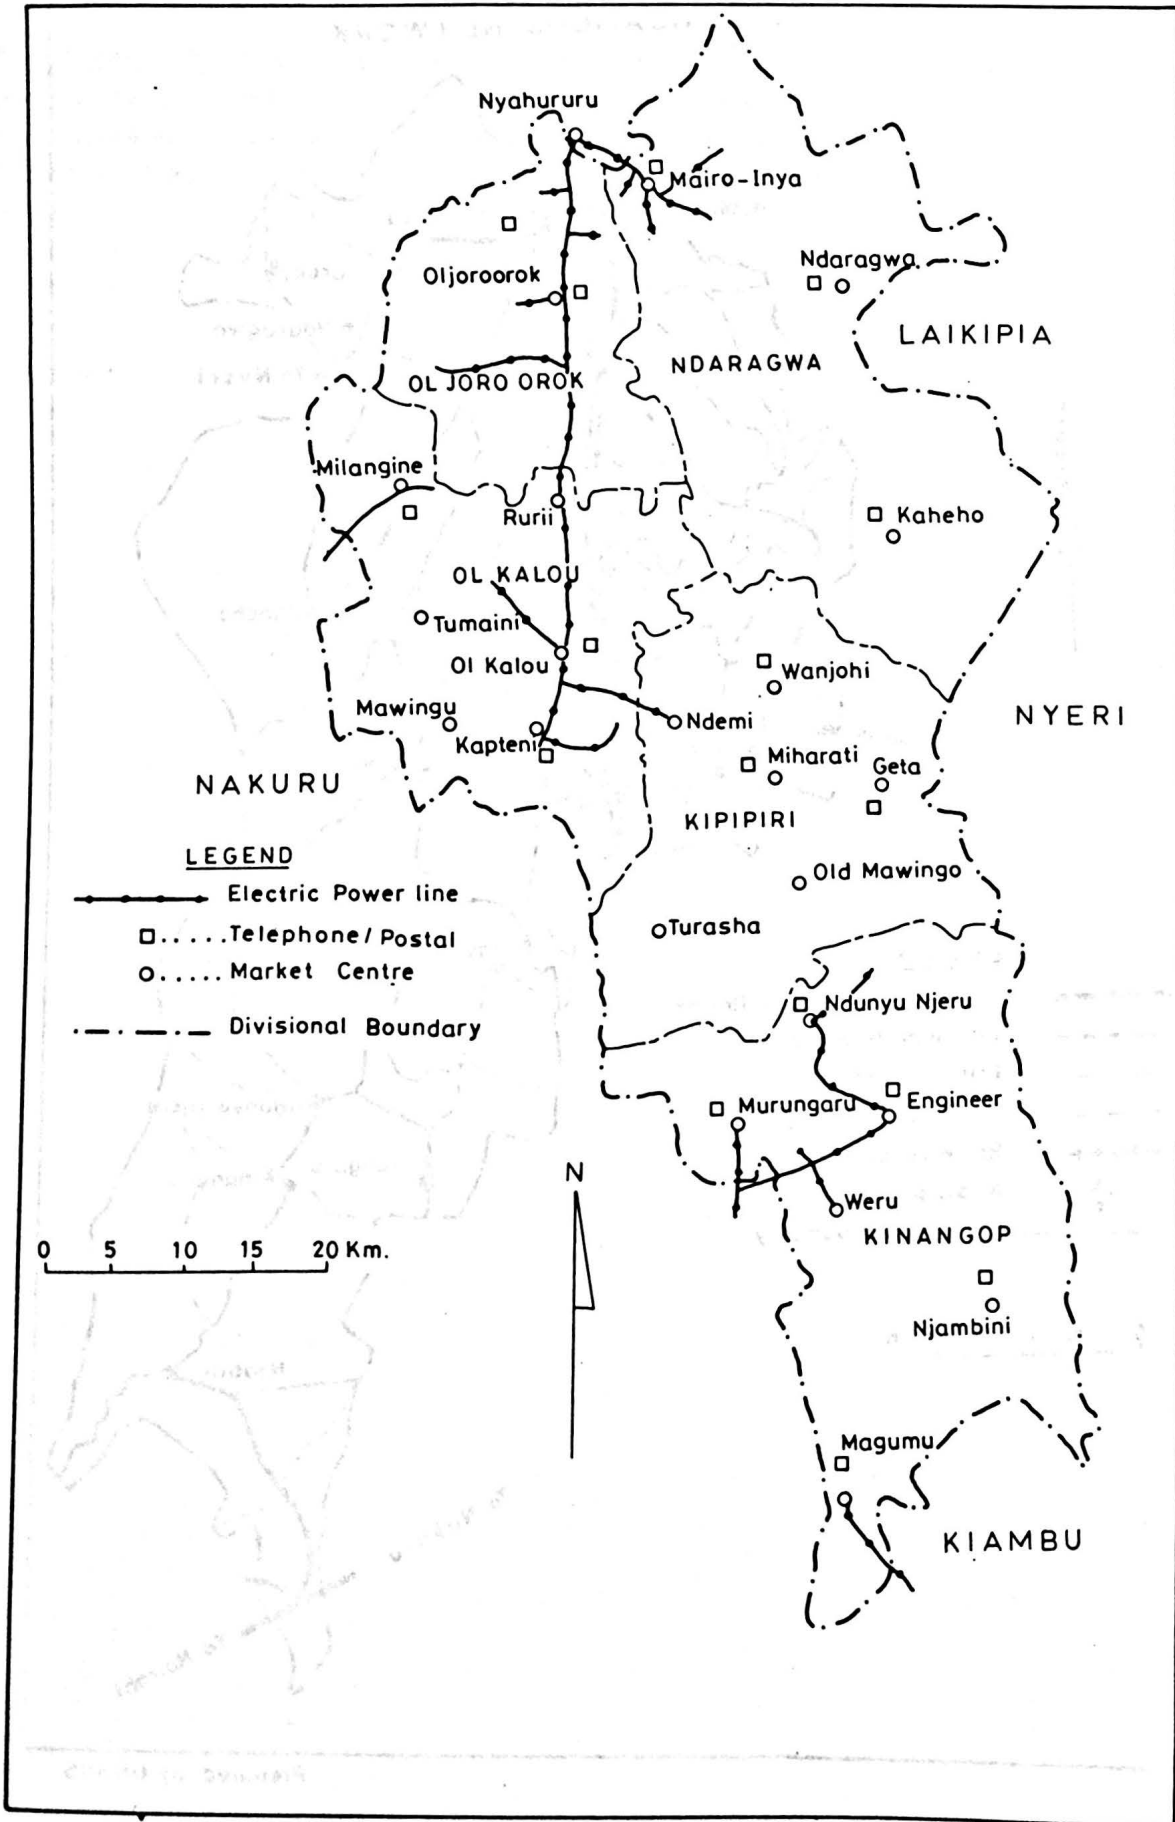 Nyahururu
Mairo-Inya
Ndaragwa
Oljoroorok
LAIKIPIA
NDARAGWA
OL JORO OROK
Milangine
Rurii
Kaheho
OL KALOU
Tumaini
Ol Kalou
Wanjohi
Mawingu
Ndemi
NYERI
Kapteni
Miharati
Geta
NAKURU
KIPIPIRI
LEGEND
Old Mawingo
Electric Power line
Turasha
Telephone/Postal
Market Centre
Ndunyu Njeru
Divisional Boundary
Murungaru
Engineer
N
Weru
KINANGOP
0 5 10 15 20 Km.
Njambini
Magumu
KIAMBU